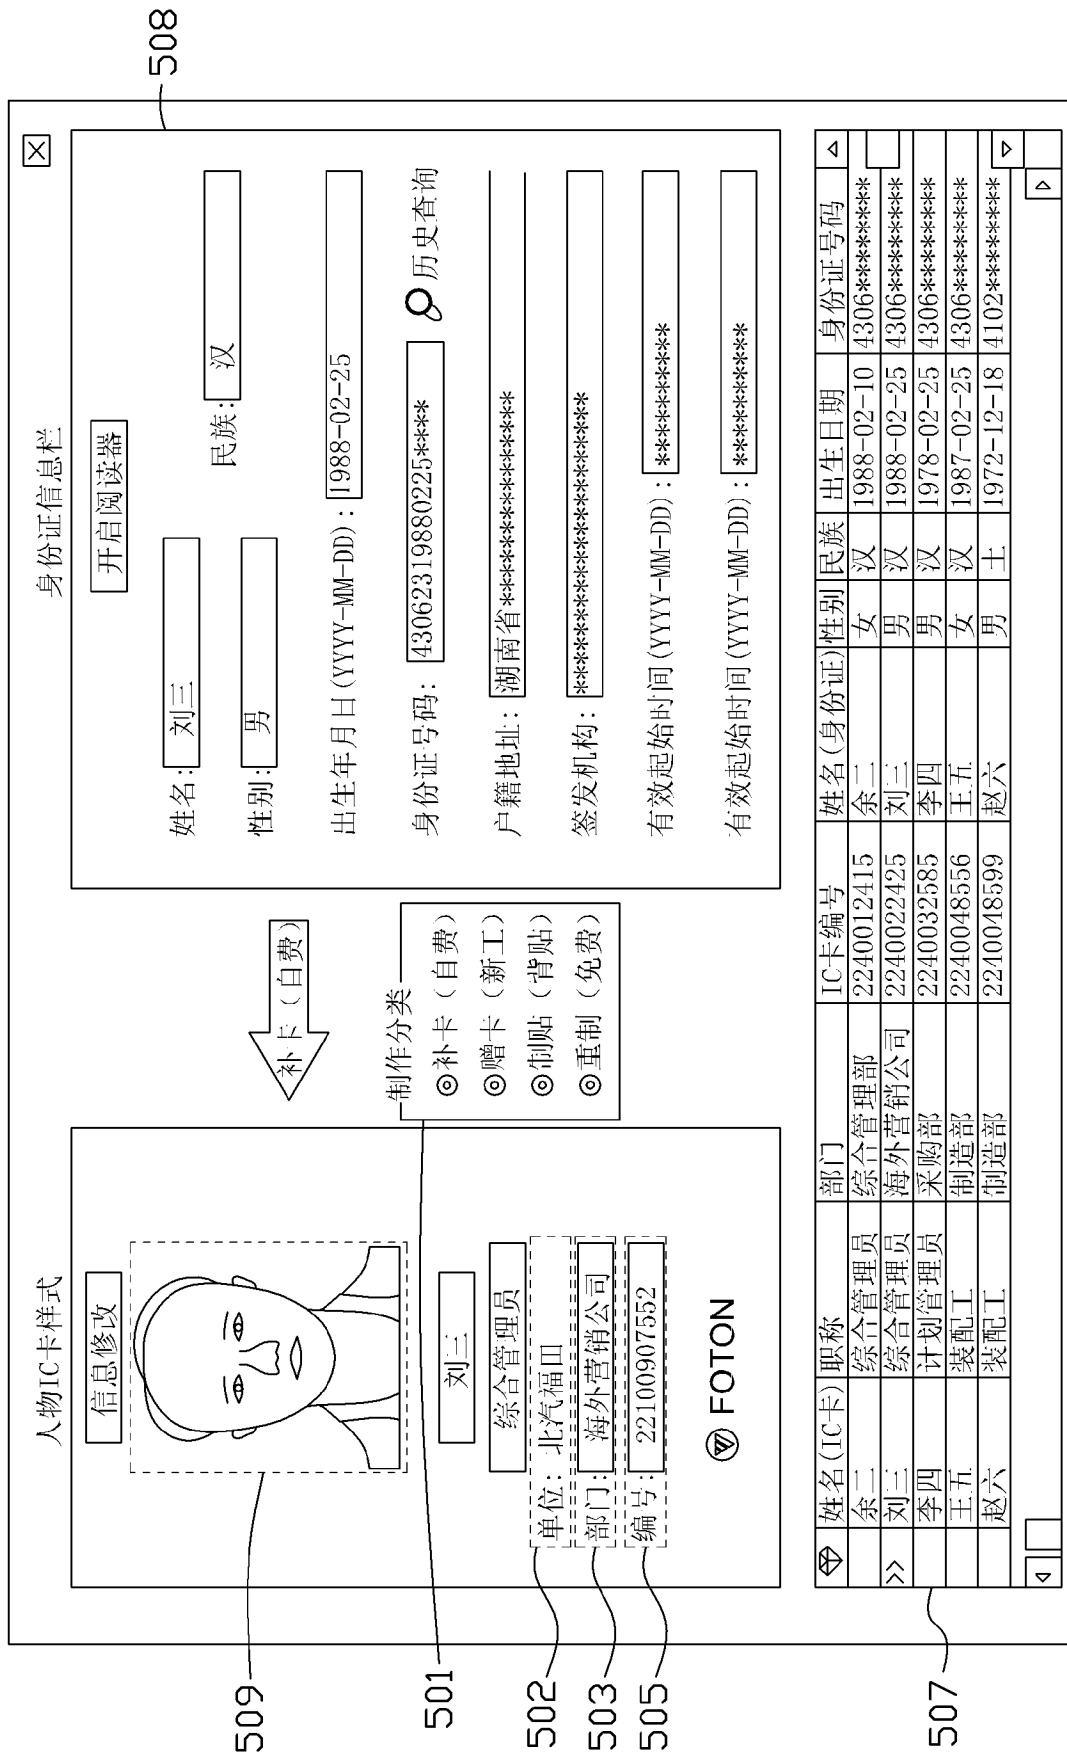 人物IC卡样式
信息修改
刘三
综合管理员
单位: 北汽福田
部门: 海外营销公司
编号: 22100907552
FOTON
补卡（自费）
制作分类
补卡（自费）
赠卡（新工）
制贴（背贴）
重制（免费）
身份证信息栏
开启阅读器
姓名: 刘三
性别: 男 民族: 汉
出生年月日(YYYY-MM-DD): 1988-02-25
身份证号码: 43062319880225**** 历史查询
户籍地址: 湖南省******************
签发机构: ************************
有效起始时间(YYYY-MM-DD): ***********
有效起始时间(YYYY-MM-DD): ***********
姓名(IC卡) 职称 部门 IC卡编号 姓名(身份证) 性别 民族 出生日期 身份证号码
余二 综合管理员 综合管理部 2240012415 余二 女 汉 1988-02-10 4306*********
>> 刘三 综合管理员 海外营销公司 2240022425 刘三 男 汉 1988-02-25 4306*********
李四 计划管理员 采购部 2240032585 李四 男 汉 1978-02-25 4306*********
王五 装配工 制造部 2240048556 王五 女 汉 1987-02-25 4306*********
赵六 装配工 制造部 2240048599 赵六 男 土 1972-12-18 4102*********
509
501
502
503
505
507
508